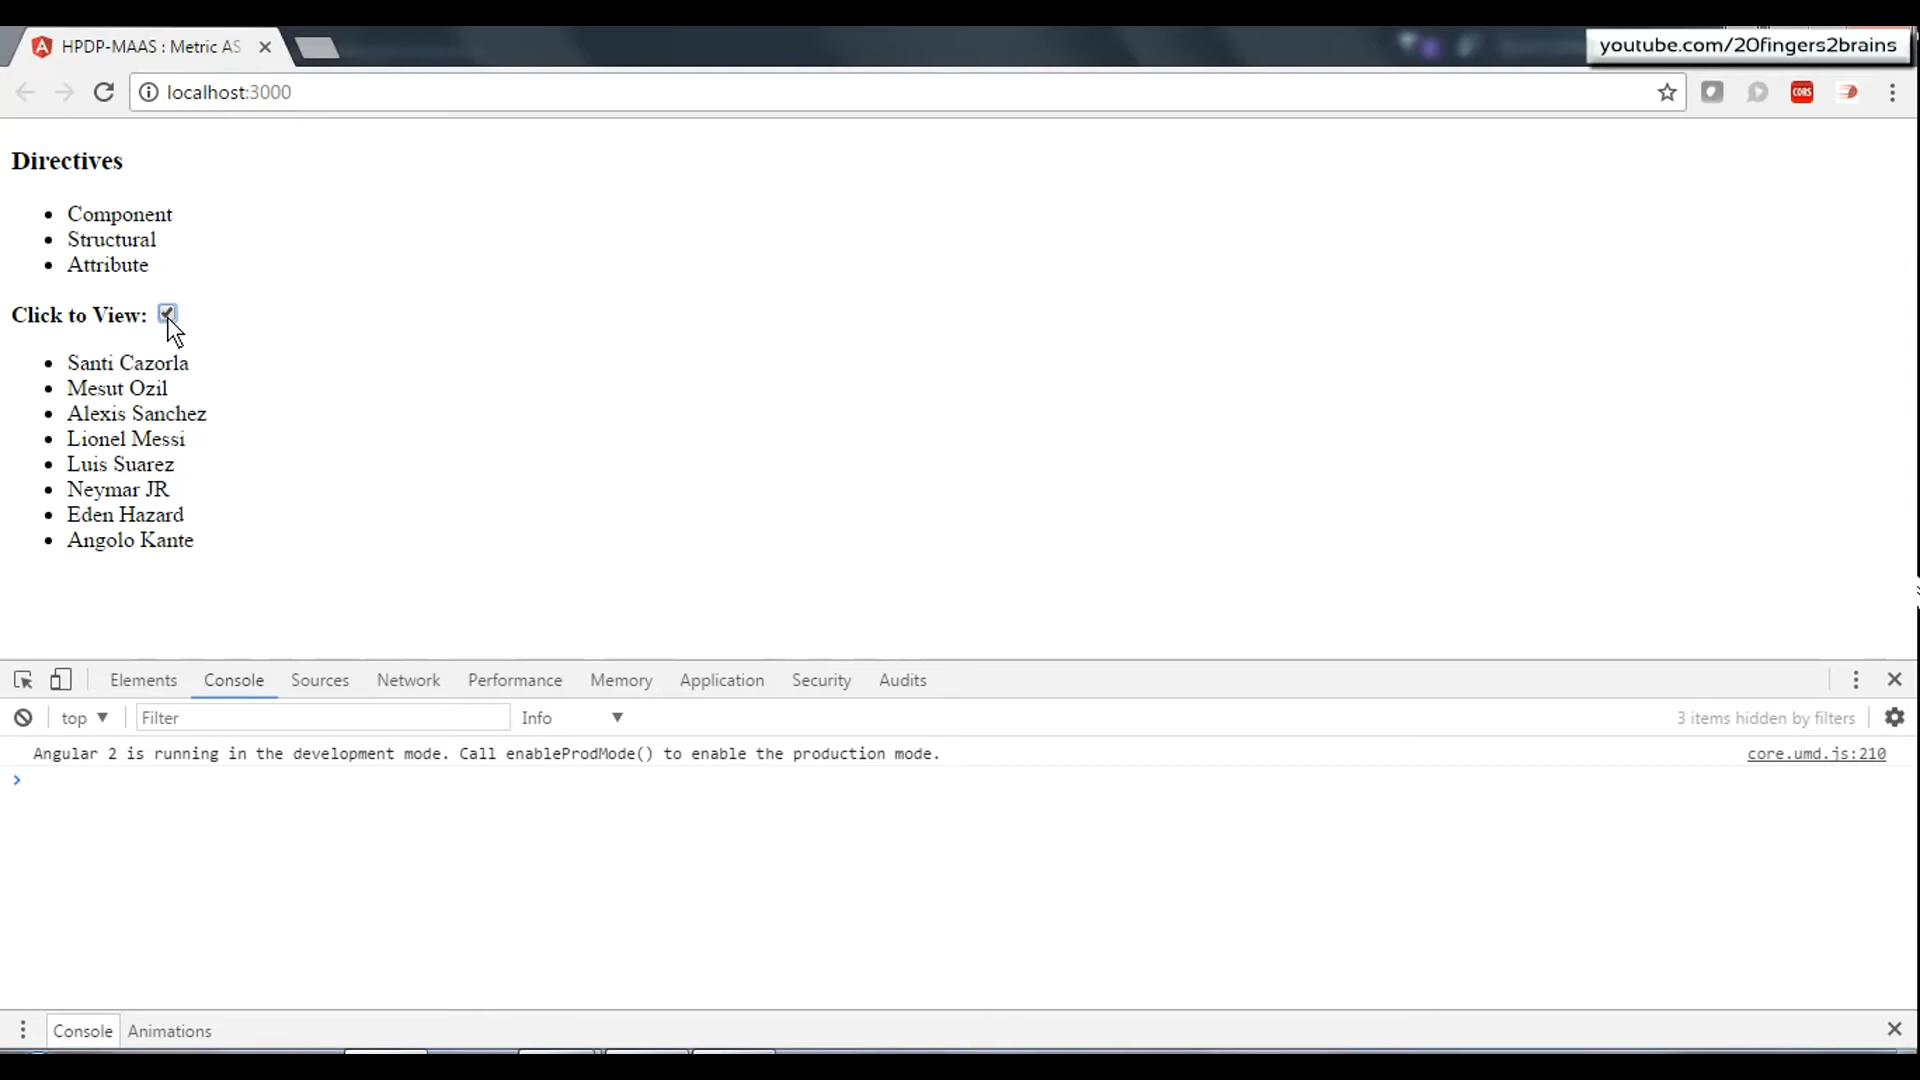 HPDP-MAAS : Metric AS
youtube.com/20fingers2brains
localhost:3000
CORS
Directives
Component
Structural
Attribute
Click to View:
Santi Cazorla
Mesut Ozil
Alexis Sanchez
Lionel Messi
Luis Suarez
Neymar JR
Eden Hazard
Angolo Kante
Elements Console Sources Network Performance Memory Application Security Audits
top Filter Info 3 items hidden by filters
Angular 2 is running in the development mode. Call enableProdMode() to enable the production mode. core.umd.js:210
Console Animations